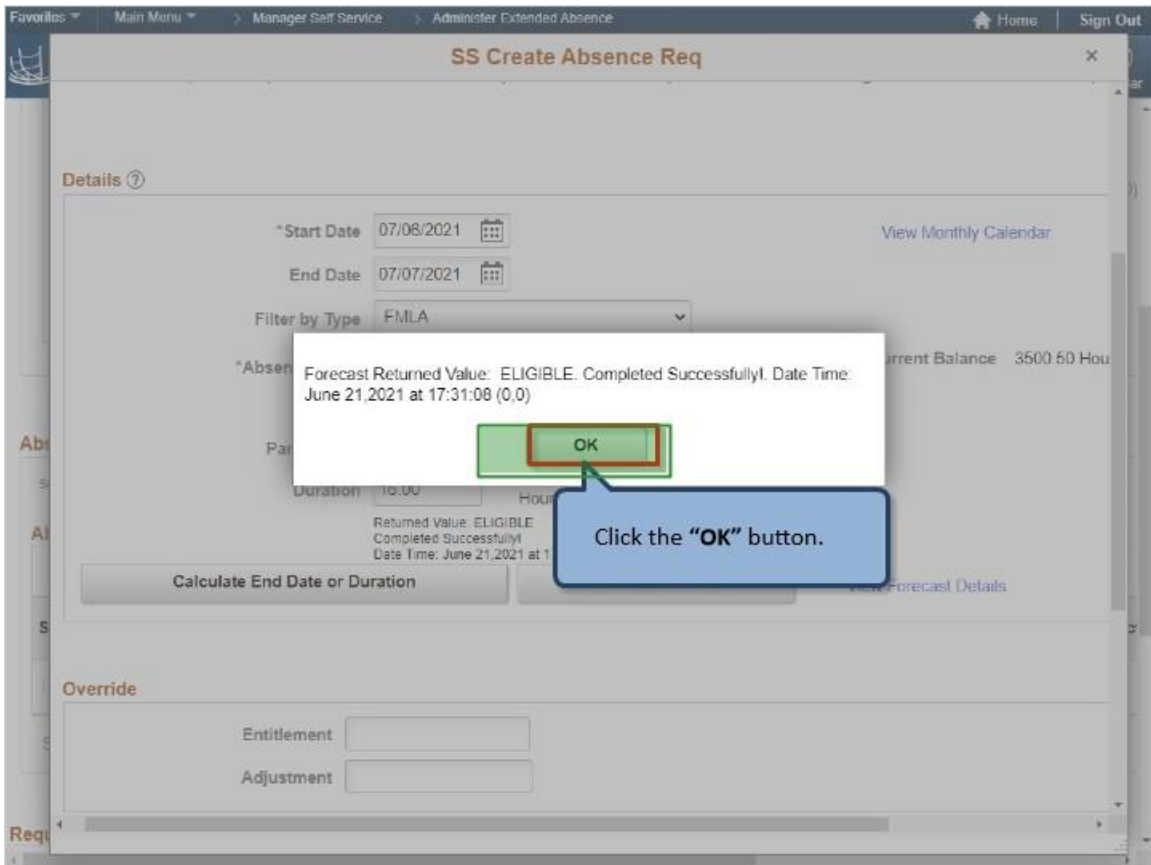 Favorites Main Menu > Manager Self Service > Administer Extended Absence Home Sign Out
SS Create Absence Req ×
Details ?
*Start Date 07/06/2021 View Monthly Calendar
End Date 07/07/2021
Filter by Type FMLA
*Absen rrent Balance 3500.50 Hou
Forecast Returned Value: ELIGIBLE. Completed Successfully!. Date Time:
June 21,2021 at 17:31:08 (0,0)
OK
Abs
Par
Duration 16.00 Hour
Returned Value: ELIGIBLE
Completed Successfully!
Date Time: June 21,2021 at 1
Click the “OK” button.
Calculate End Date or Duration View Forecast Details
Override
Entitlement
Adjustment
Requ